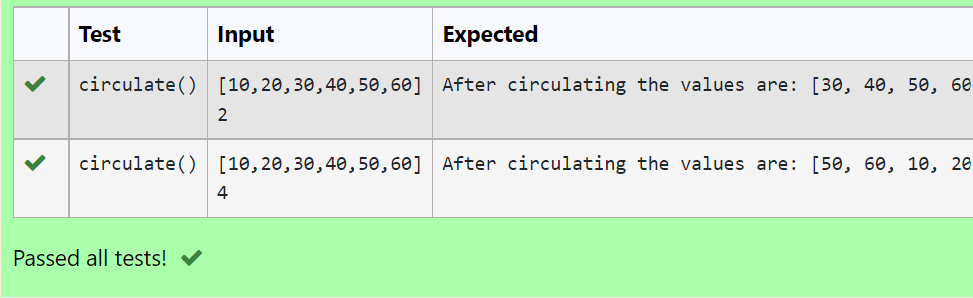 Test Input Expected
circulate() [10,20,30,40,50,60] After circulating the values are: [30, 40, 50, 60
2
circulate() [10,20,30,40,50,60] After circulating the values are: [50, 60, 10, 20
4
Passed all tests!